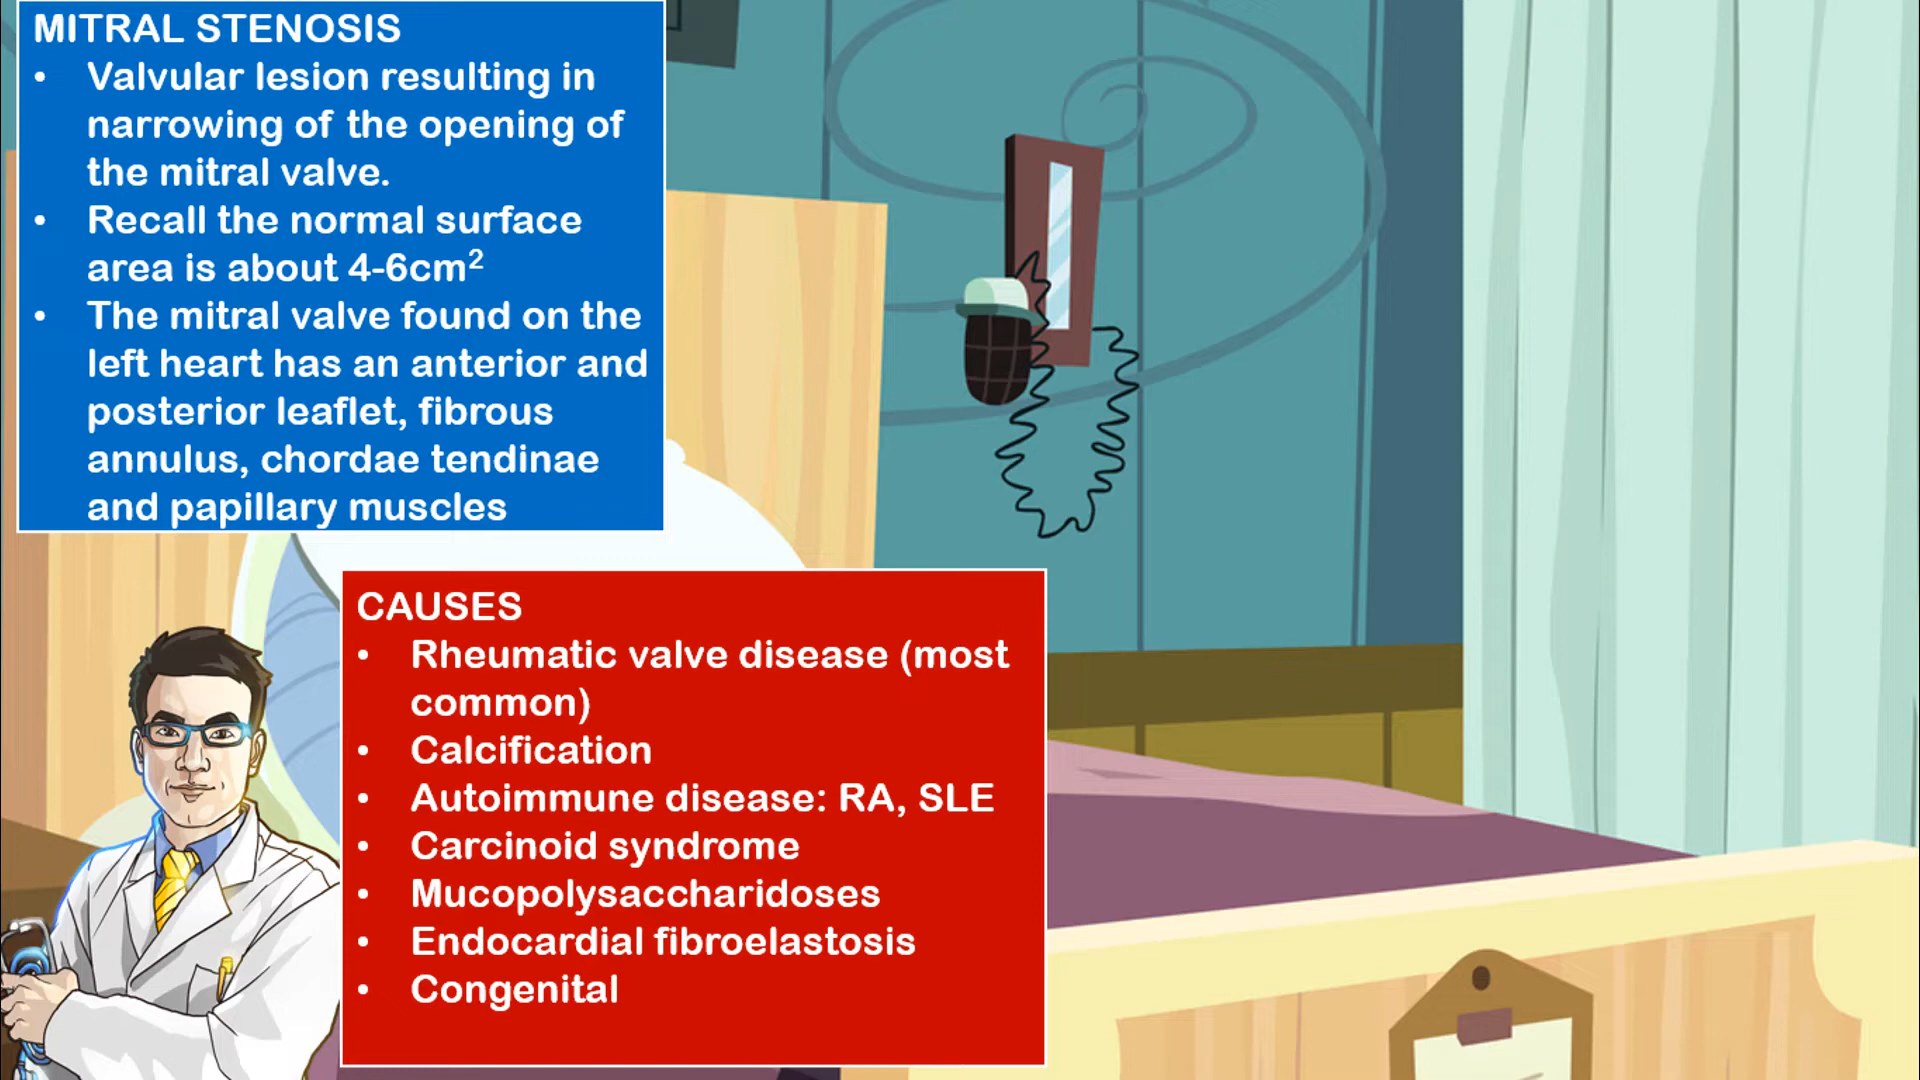 MITRAL STENOSIS
• Valvular lesion resulting in
narrowing of the opening of
the mitral valve.
• Recall the normal surface
area is about 4-6cm²
• The mitral valve found on the
left heart has an anterior and
posterior leaflet, fibrous
annulus, chordae tendinae
and papillary muscles
CAUSES
• Rheumatic valve disease (most
common)
• Calcification
• Autoimmune disease: RA, SLE
• Carcinoid syndrome
• Mucopolysaccharidoses
• Endocardial fibroelastosis
• Congenital